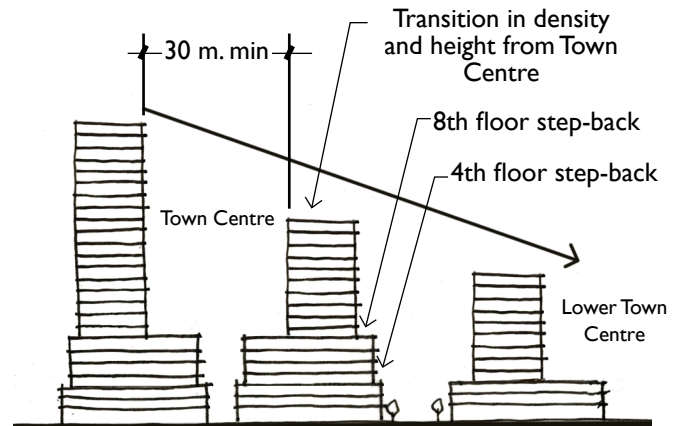 30 m. min
Transition in density
and height from Town
Centre
8th floor step-back
4th floor step-back
Town Centre
Lower Town
Centre